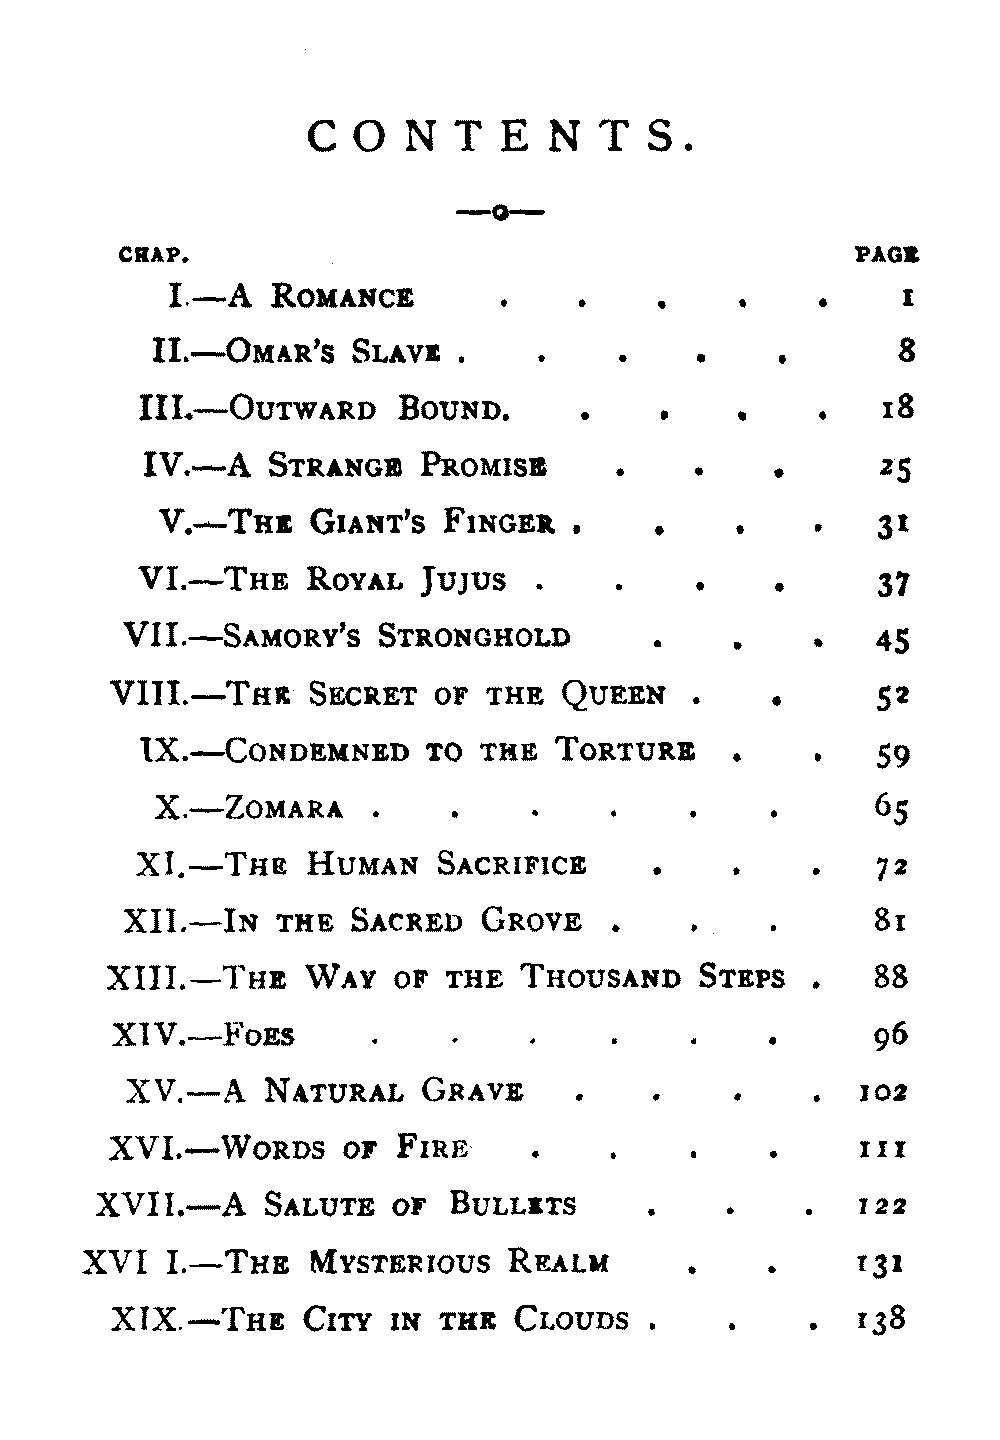 CONTENTS.
CHAP. PAGE
I.—A ROMANCE . . . . . 1
II.—OMAR'S SLAVE . . . . . 8
III.—OUTWARD BOUND. . . . . 18
IV.—A STRANGE PROMISE . . . 25
V.—THE GIANT'S FINGER . . . . 31
VI.—THE ROYAL JUJUS . . . . 37
VII.—SAMORY'S STRONGHOLD . . . 45
VIII.—THE SECRET OF THE QUEEN . . 52
IX.—CONDEMNED TO THE TORTURE . . 59
X.—ZOMARA . . . . . . 65
XI.—THE HUMAN SACRIFICE . . . 72
XII.—IN THE SACRED GROVE . . . 81
XIII.—THE WAY OF THE THOUSAND STEPS . 88
XIV.—FOES . . . . . . 96
XV.—A NATURAL GRAVE . . . . 102
XVI.—WORDS OF FIRE . . . . 111
XVII.—A SALUTE OF BULLETS . . . 122
XVI I.—THE MYSTERIOUS REALM . . 131
XIX.—THE CITY IN THE CLOUDS . . . 138